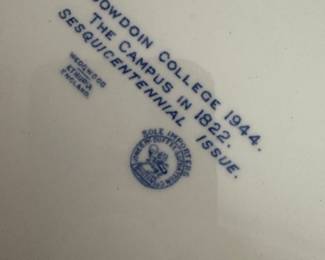 BOWDOIN COLLEGE 1944.
THE CAMPUS IN 1822.
SESQUICENTENNIAL ISSUE.
WEDGWOOD
ETRURIA
ENGLAND.
SOLE IMPORTERS